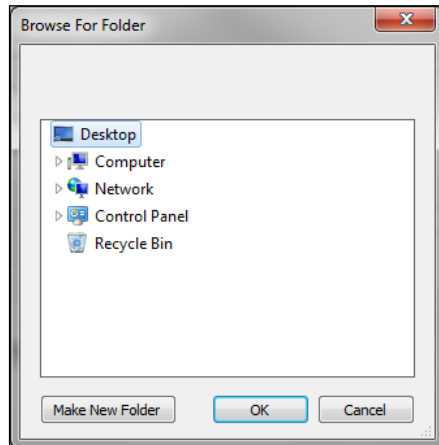 Browse For Folder
Desktop
Computer
Network
Control Panel
Recycle Bin
Make New Folder OK Cancel